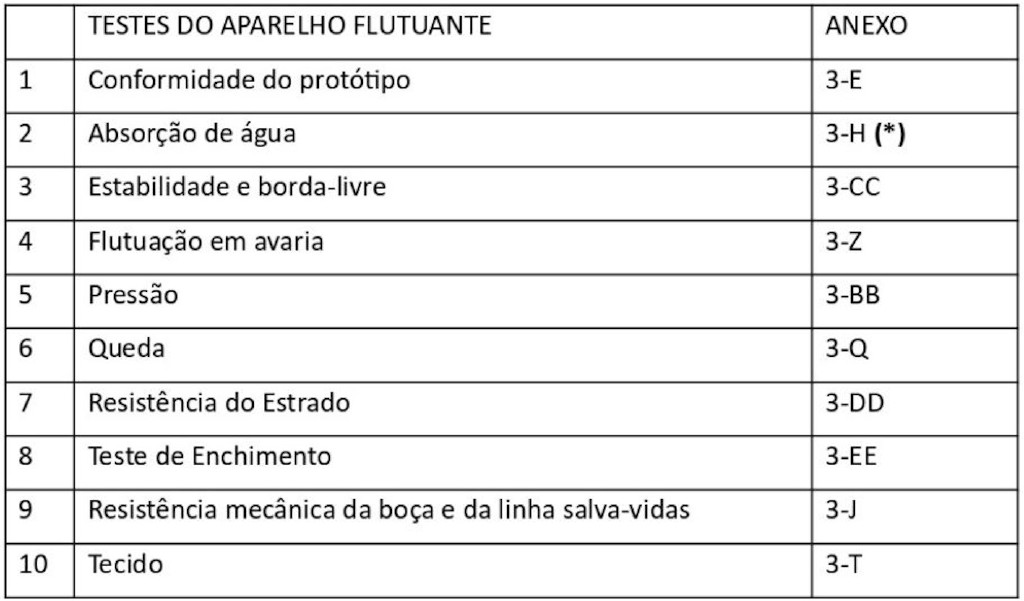 TESTES DO APARELHO FLUTUANTE ANEXO
1 Conformidade do protótipo 3-E
2 Absorção de água 3-H (*)
3 Estabilidade e borda-livre 3-CC
4 Flutuação em avaria 3-Z
5 Pressão 3-BB
6 Queda 3-Q
7 Resistência do Estrado 3-DD
8 Teste de Enchimento 3-EE
9 Resistência mecânica da boça e da linha salva-vidas 3-J
10 Tecido 3-T